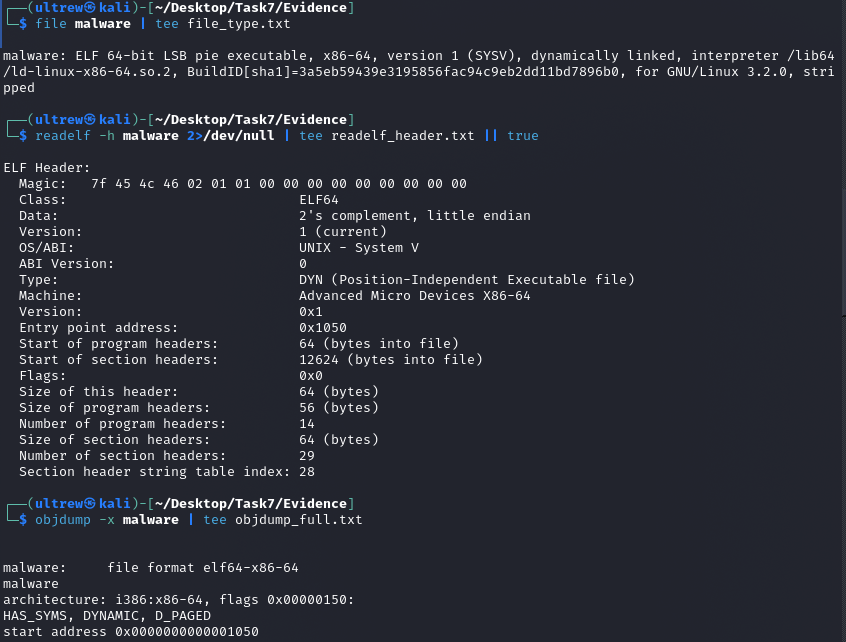 ┌──(ultrew㉿kali)-[~/Desktop/Task7/Evidence]
└─$ file malware | tee file_type.txt
malware: ELF 64-bit LSB pie executable, x86-64, version 1 (SYSV), dynamically linked, interpreter /lib64
/ld-linux-x86-64.so.2, BuildID[sha1]=3a5eb59439e3195856fac94c9eb2dd11bd7896b0, for GNU/Linux 3.2.0, stri
pped
┌──(ultrew㉿kali)-[~/Desktop/Task7/Evidence]
└─$ readelf -h malware 2>/dev/null | tee readelf_header.txt || true
ELF Header:
  Magic:   7f 45 4c 46 02 01 01 00 00 00 00 00 00 00 00 00
  Class:                             ELF64
  Data:                              2's complement, little endian
  Version:                           1 (current)
  OS/ABI:                            UNIX - System V
  ABI Version:                       0
  Type:                              DYN (Position-Independent Executable file)
  Machine:                           Advanced Micro Devices X86-64
  Version:                           0x1
  Entry point address:               0x1050
  Start of program headers:          64 (bytes into file)
  Start of section headers:          12624 (bytes into file)
  Flags:                             0x0
  Size of this header:               64 (bytes)
  Size of program headers:           56 (bytes)
  Number of program headers:         14
  Size of section headers:           64 (bytes)
  Number of section headers:         29
  Section header string table index: 28
┌──(ultrew㉿kali)-[~/Desktop/Task7/Evidence]
└─$ objdump -x malware | tee objdump_full.txt
malware:     file format elf64-x86-64
malware
architecture: i386:x86-64, flags 0x00000150:
HAS_SYMS, DYNAMIC, D_PAGED
start address 0x0000000000001050